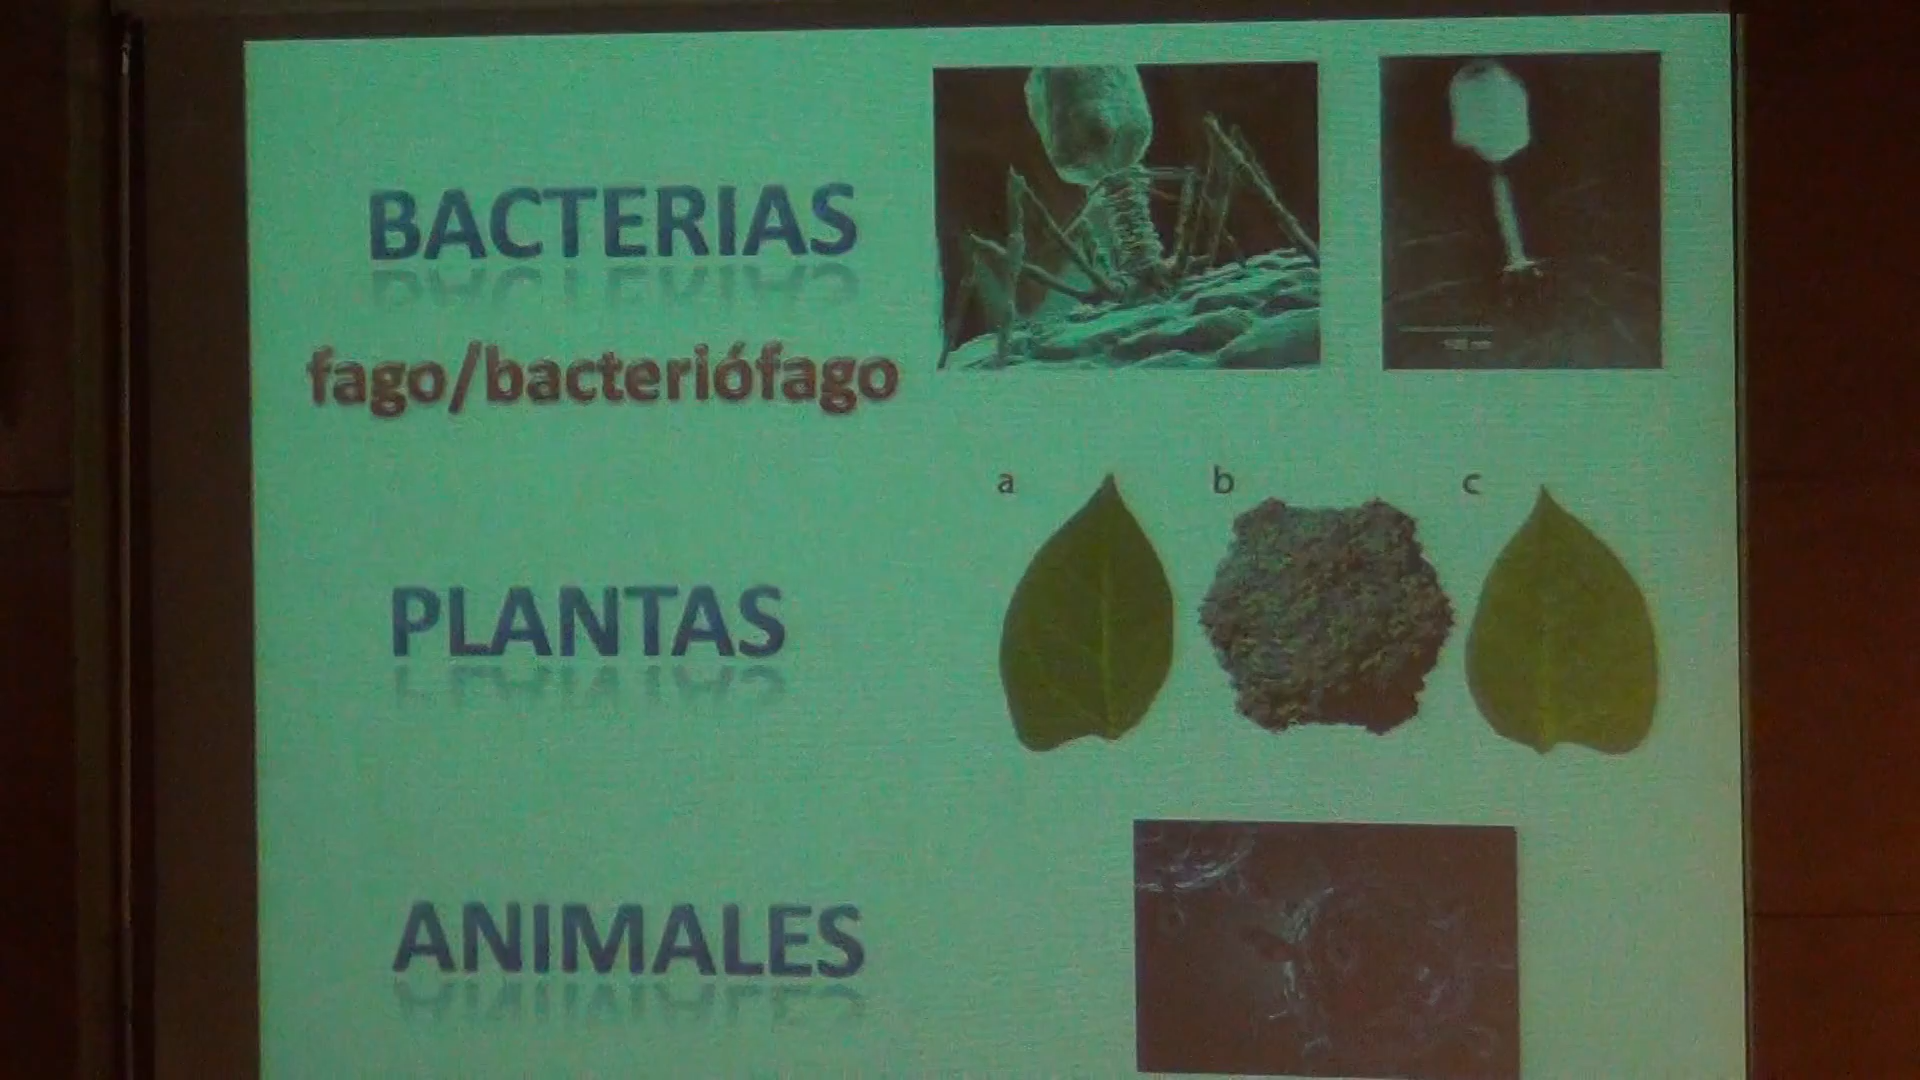 BACTERIAS
fago/bacteriófago
a b c
PLANTAS
ANIMALES